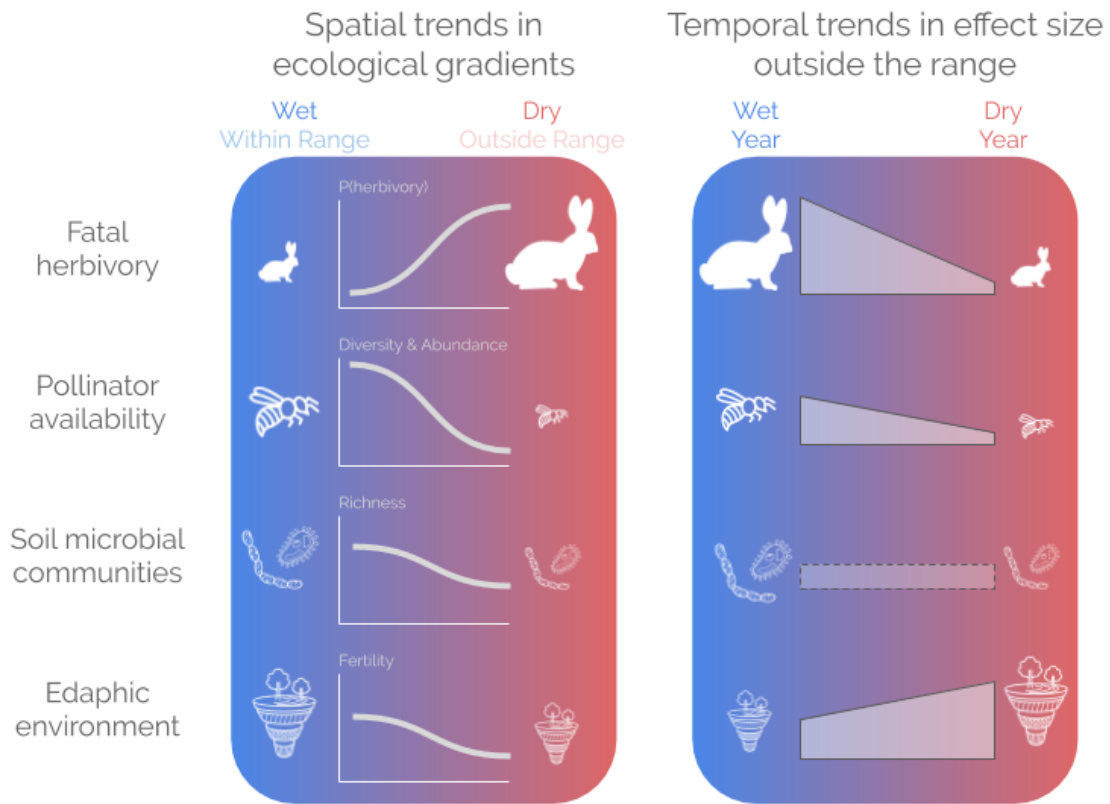 Spatial trends in
ecological gradients
Temporal trends in effect size
outside the range
Wet
Within Range
Dry
Outside Range
Wet
Year
Dry
Year
Fatal
herbivory
P(herbivory)
Pollinator
availability
Diversity & Abundance
Soil microbial
communities
Richness
Edaphic
environment
Fertility